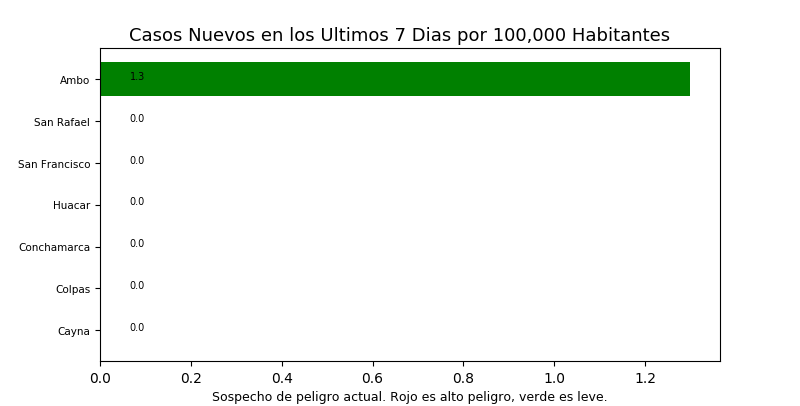 Casos Nuevos en los Ultimos 7 Dias por 100,000 Habitantes
Ambo 1.3
San Rafael 0.0
San Francisco 0.0
Huacar 0.0
Conchamarca 0.0
Colpas 0.0
Cayna 0.0
0.0 0.2 0.4 0.6 0.8 1.0 1.2
Sospecho de peligro actual. Rojo es alto peligro, verde es leve.